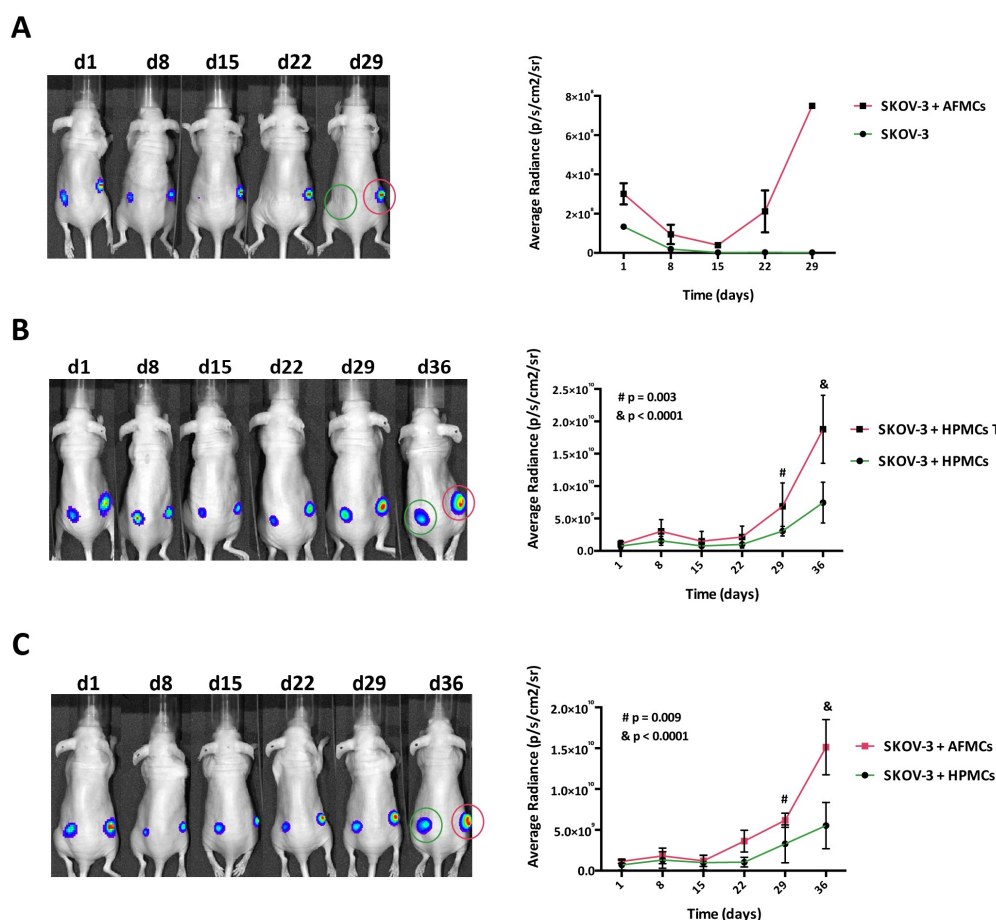 A
d1 d8 d15 d22 d29
Average Radiance (p/s/cm2/sr)
8×10⁸
6×10⁸
4×10⁸
2×10⁸
0
1 8 15 22 29
Time (days)
SKOV-3 + AFMCs
SKOV-3
B
d1 d8 d15 d22 d29 d36
Average Radiance (p/s/cm2/sr)
2.5×10¹⁰
2.0×10¹⁰
1.5×10¹⁰
1.0×10¹⁰
5.0×10⁹
0.0
# p = 0.003
& p < 0.0001
#
&
1 8 15 22 29 36
Time (days)
SKOV-3 + HPMCs T
SKOV-3 + HPMCs
C
d1 d8 d15 d22 d29 d36
Average Radiance (p/s/cm2/sr)
2.0×10¹⁰
1.5×10¹⁰
1.0×10¹⁰
5.0×10⁹
0.0
# p = 0.009
& p < 0.0001
#
&
1 8 15 22 29 36
Time (days)
SKOV-3 + AFMCs
SKOV-3 + HPMCs